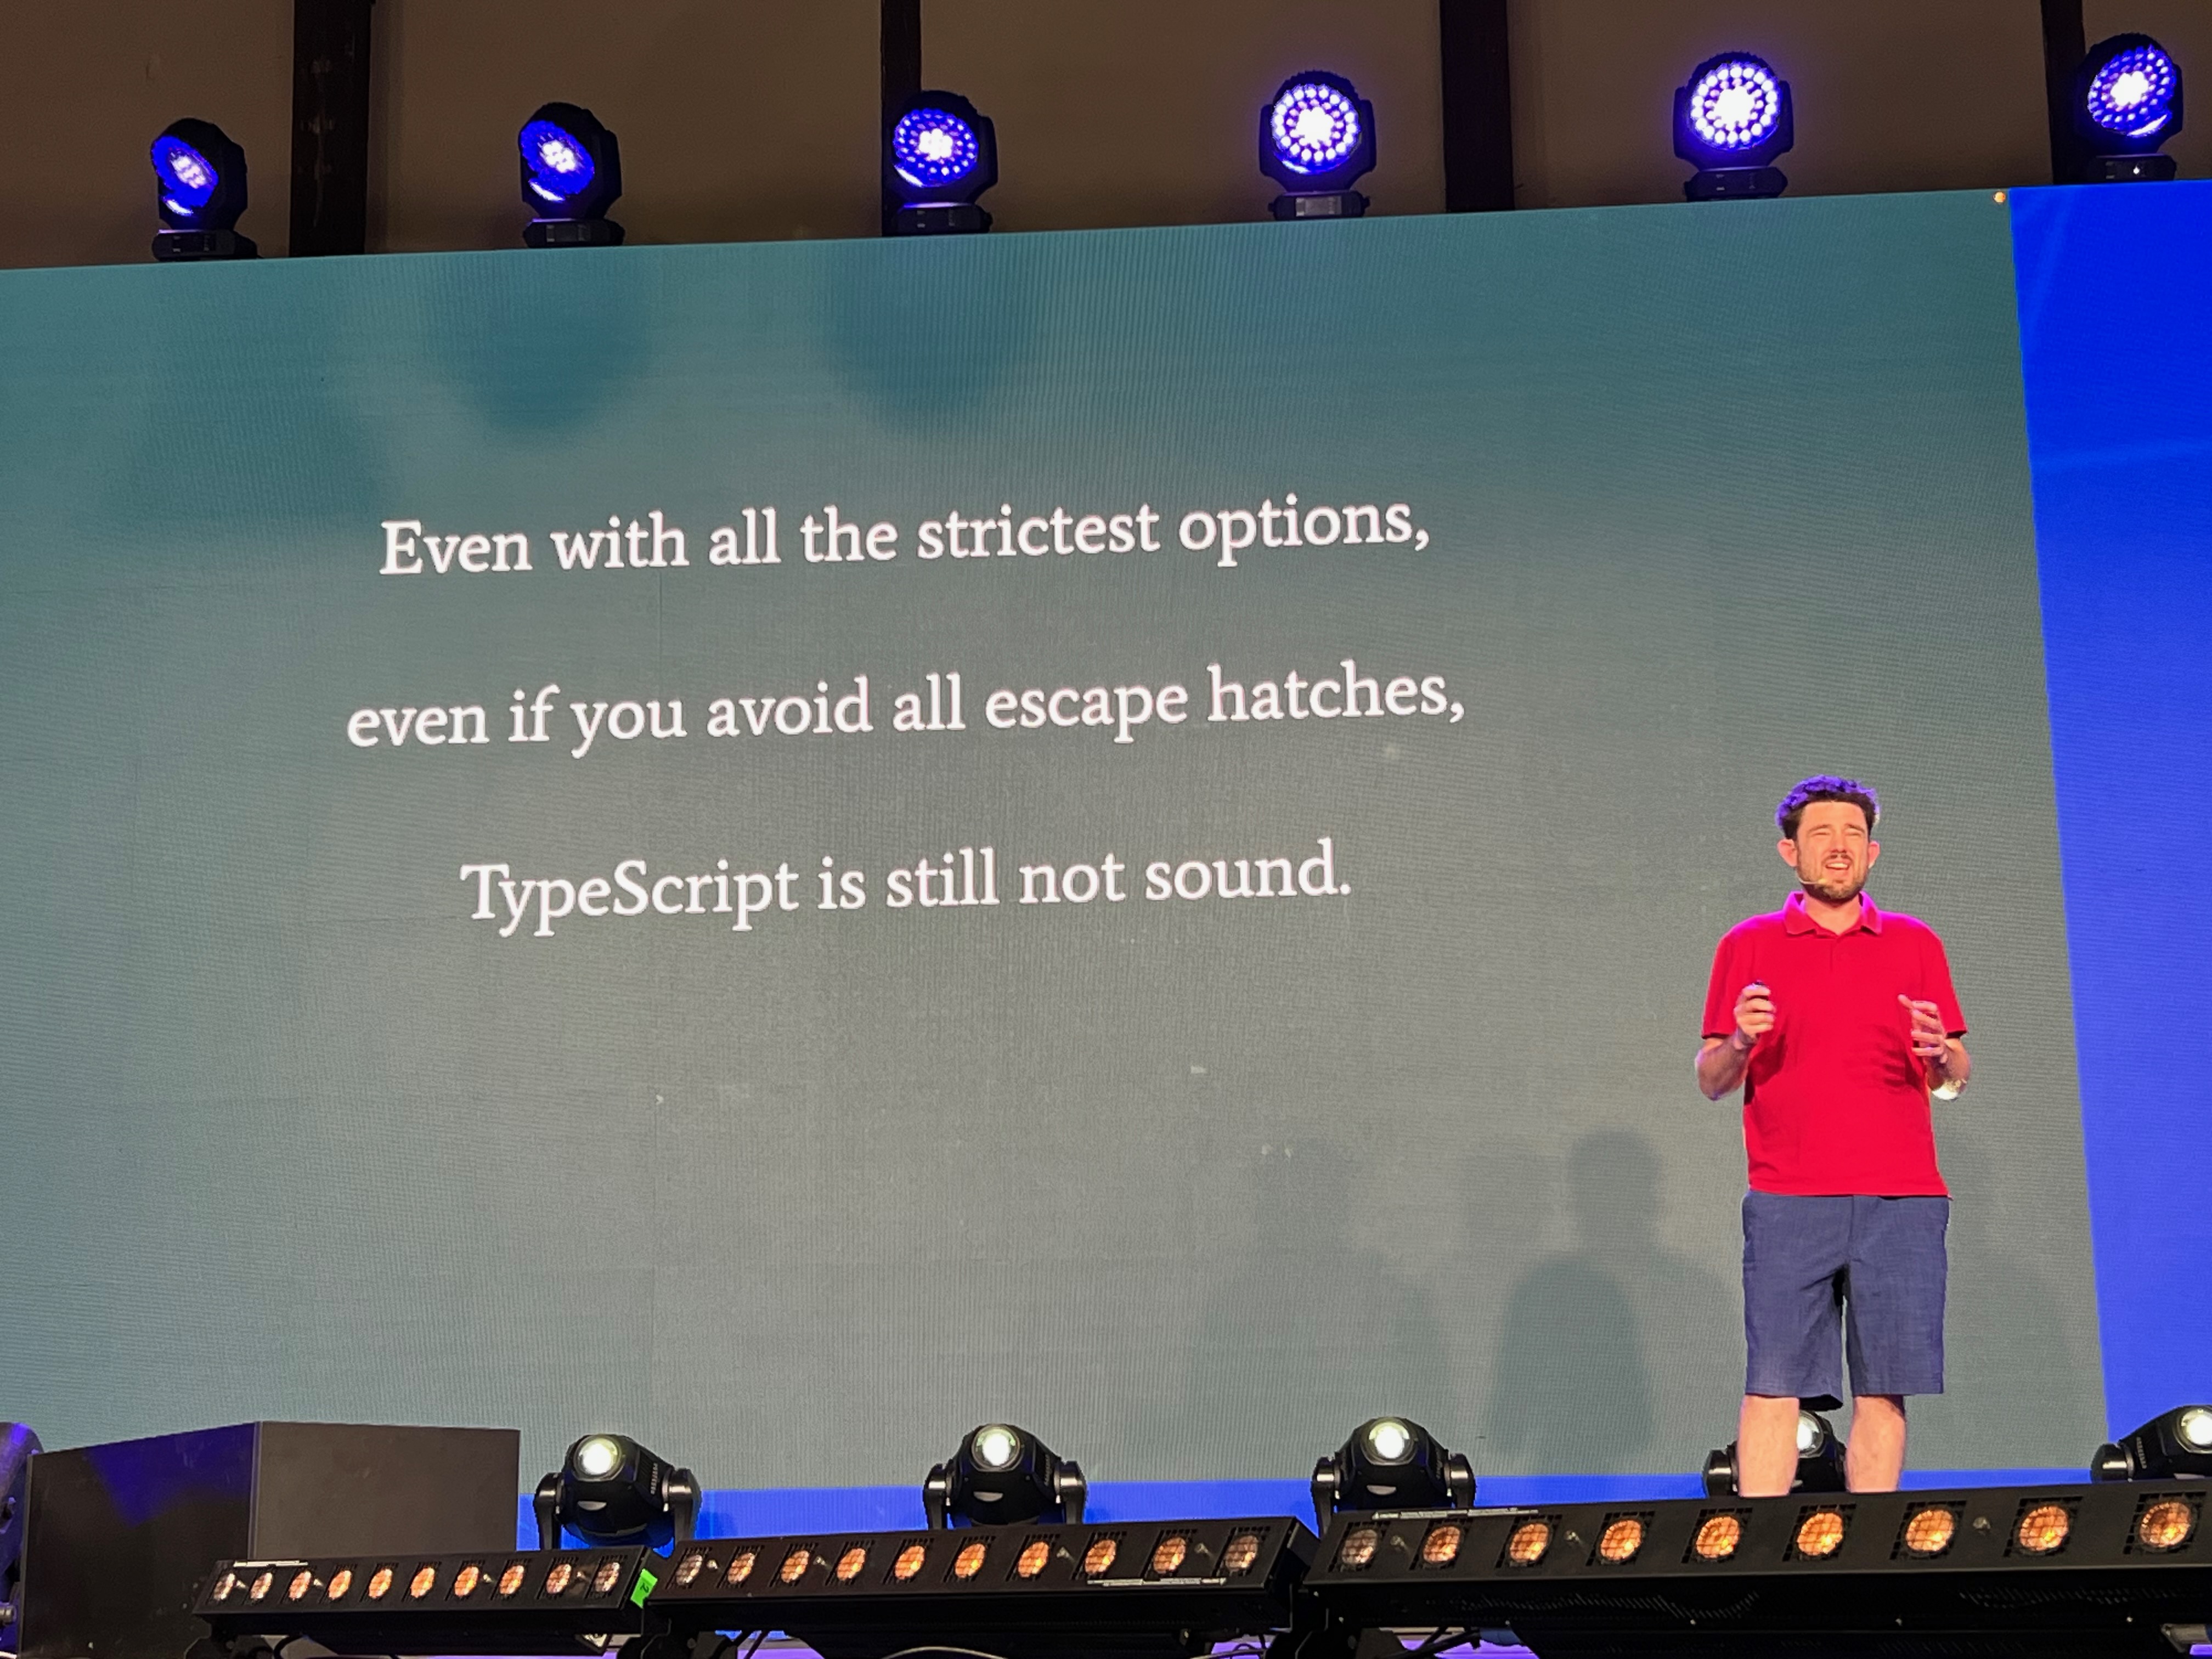 Even with all the strictest options,
even if you avoid all escape hatches,
TypeScript is still not sound.